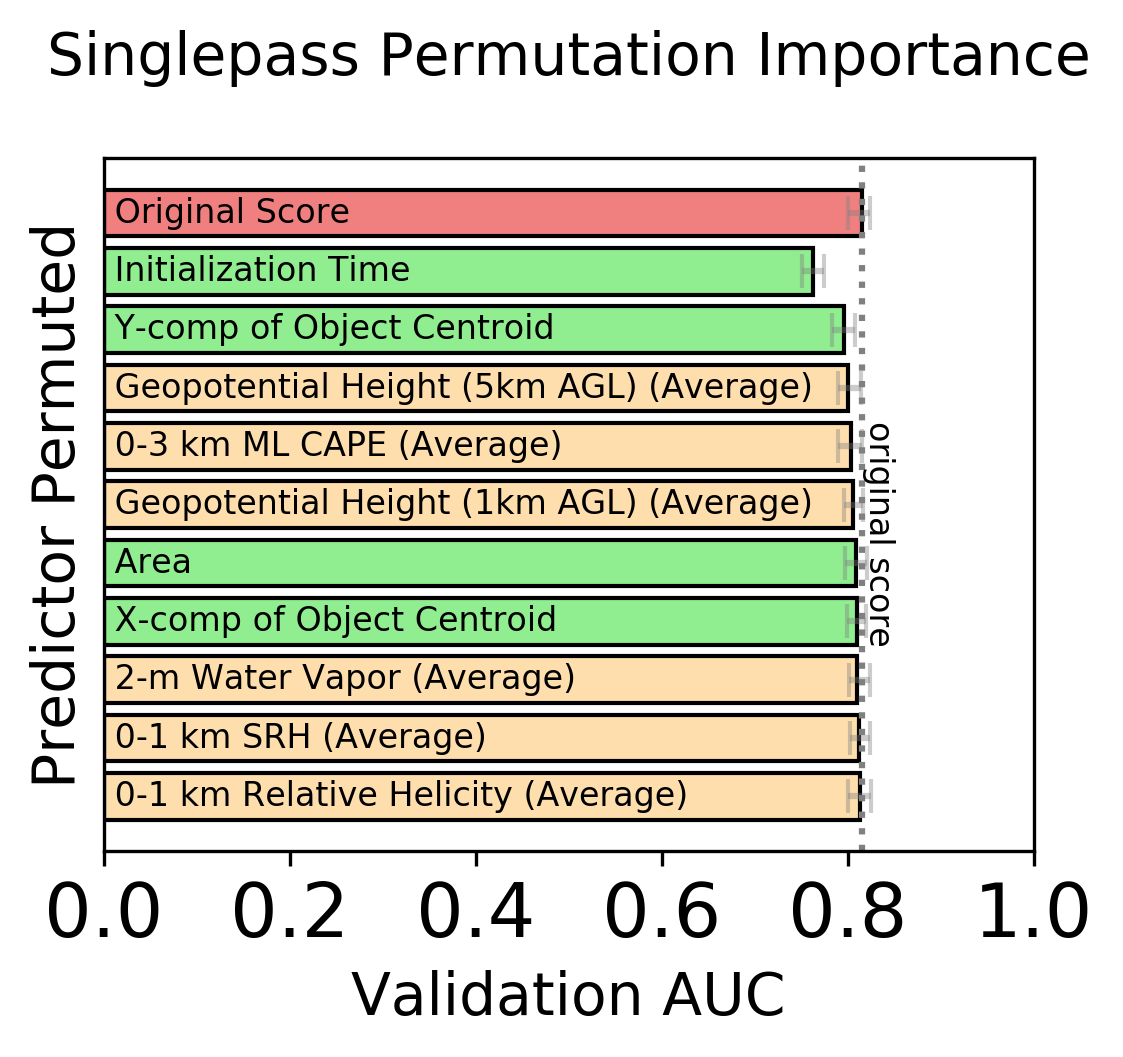 Singlepass Permutation Importance
Predictor Permuted
Original Score
Initialization Time
Y-comp of Object Centroid
Geopotential Height (5km AGL) (Average)
0-3 km ML CAPE (Average)
Geopotential Height (1km AGL) (Average)
Area
X-comp of Object Centroid
2-m Water Vapor (Average)
0-1 km SRH (Average)
0-1 km Relative Helicity (Average)
original score
0.0 0.2 0.4 0.6 0.8 1.0
Validation AUC